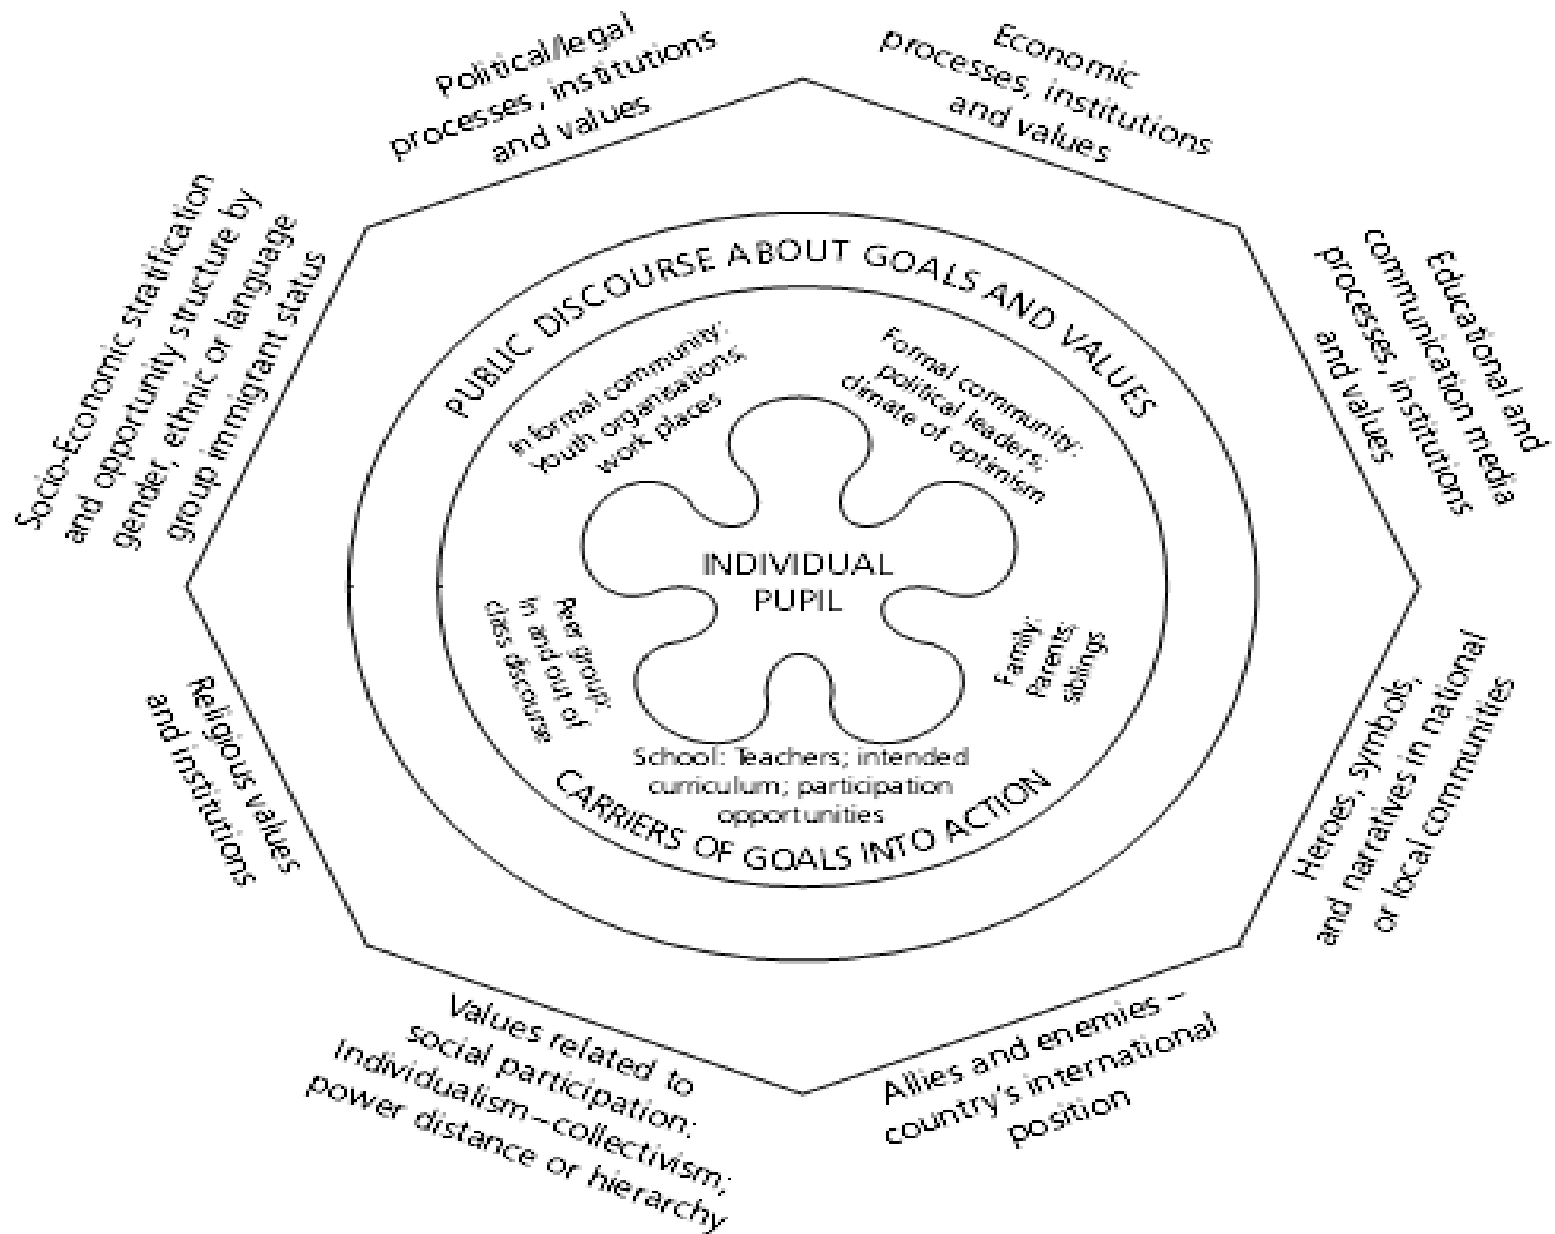 Political/legal
processes, institutions
and values
Economic
processes, institutions
and values
Educational and
communication media
processes, institutions
and values
Heroes, symbols,
and narratives in national
or local communities
Allies and enemies –
country's international
position
Values related to
social participation:
Individualism–collectivism;
power distance or hierarchy
Religious values
and institutions
Socio-Economic stratification
and opportunity structure by
gender, ethnic or language
group immigrant status
PUBLIC DISCOURSE ABOUT GOALS AND VALUES
Informal community:
Youth organisations;
work places
Formal community:
political leaders;
climate of optimism
Family:
Parents;
siblings
School: Teachers; intended
curriculum; participation
opportunities
Peer group:
In and out of
class discourse
INDIVIDUAL
PUPIL
CARRIERS OF GOALS INTO ACTION